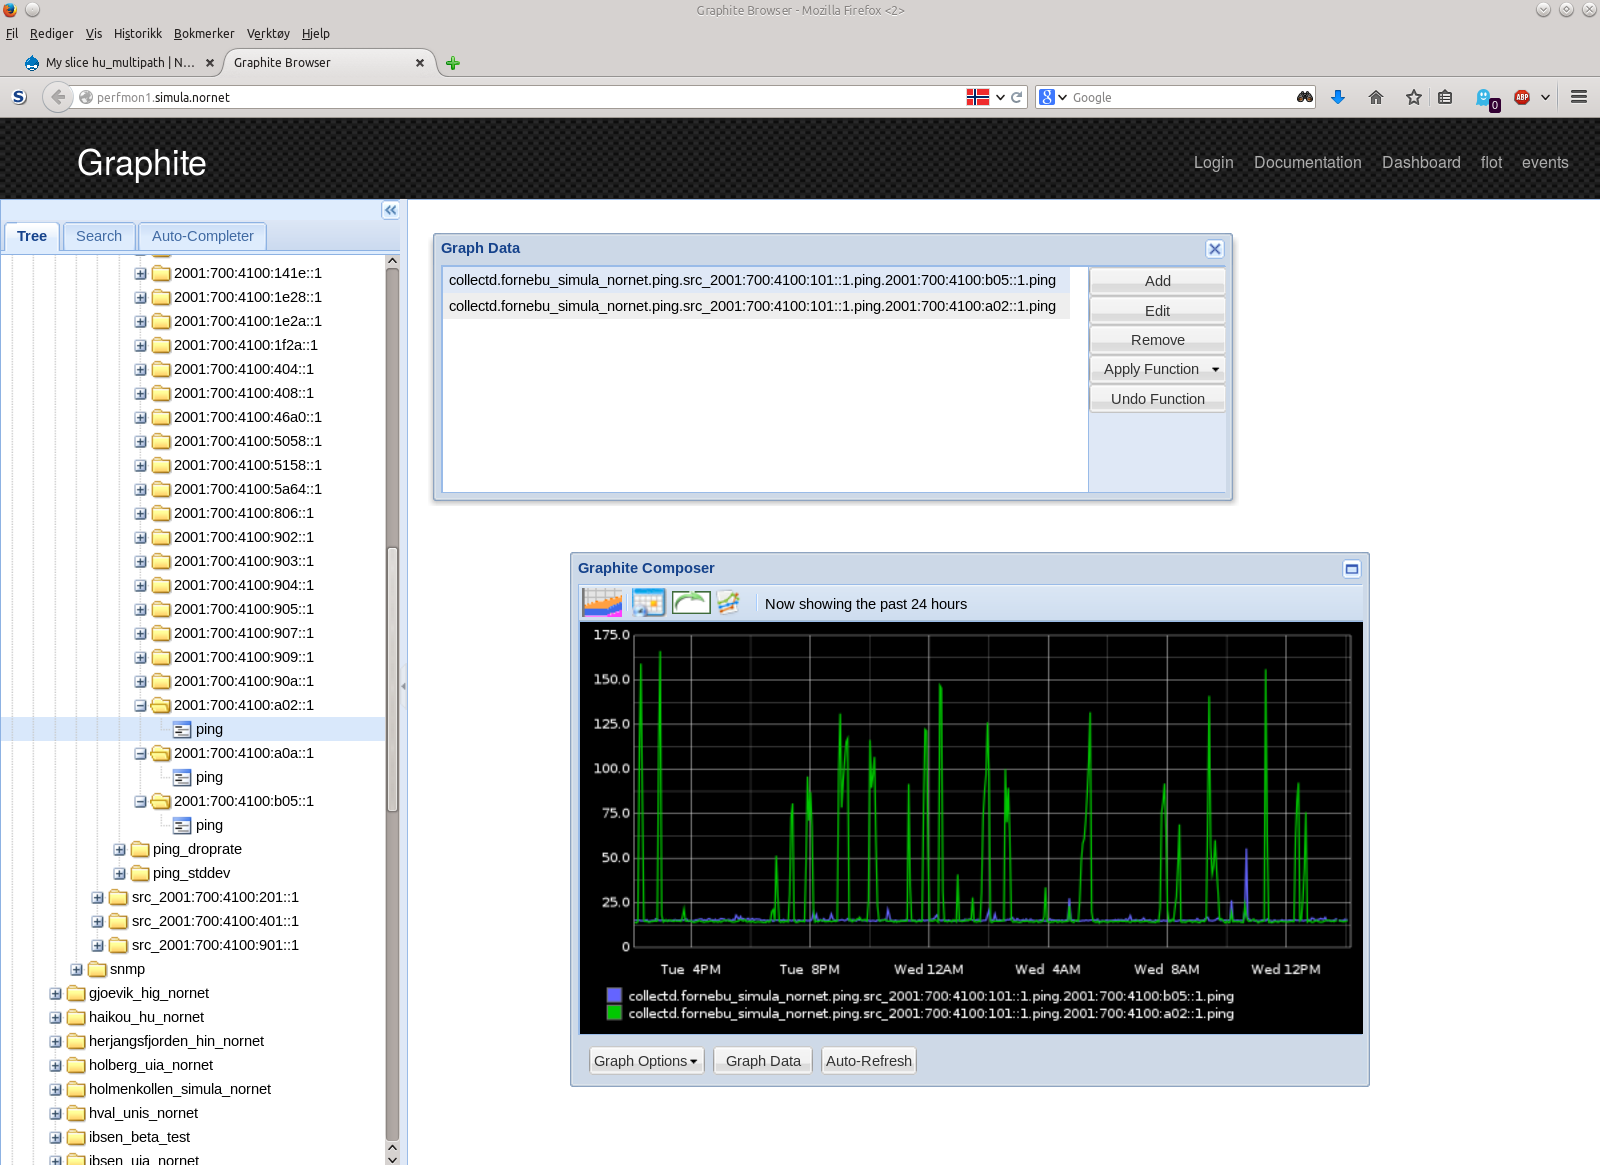 Graphite Browser - Mozilla Firefox <2>
Fil Rediger Vis Historikk Bokmerker Verktøy Hjelp
My slice hu_multipath | N...
Graphite Browser
perfmon1.simula.nornet
Google
0
ABP
Graphite
Login Documentation Dashboard flot events
Tree Search Auto-Completer
2001:700:4100:141e::1
2001:700:4100:1e28::1
2001:700:4100:1e2a::1
2001:700:4100:1f2a::1
2001:700:4100:404::1
2001:700:4100:408::1
2001:700:4100:46a0::1
2001:700:4100:5058::1
2001:700:4100:5158::1
2001:700:4100:5a64::1
2001:700:4100:806::1
2001:700:4100:902::1
2001:700:4100:903::1
2001:700:4100:904::1
2001:700:4100:905::1
2001:700:4100:907::1
2001:700:4100:909::1
2001:700:4100:90a::1
2001:700:4100:a02::1
ping
2001:700:4100:a0a::1
ping
2001:700:4100:b05::1
ping
ping_droprate
ping_stddev
src_2001:700:4100:201::1
src_2001:700:4100:401::1
src_2001:700:4100:901::1
snmp
gjoevik_hig_nornet
haikou_hu_nornet
herjangsfjorden_hin_nornet
holberg_uia_nornet
holmenkollen_simula_nornet
hval_unis_nornet
ibsen_beta_test
ibsen_uia_nornet
Graph Data
collectd.fornebu_simula_nornet.ping.src_2001:700:4100:101::1.ping.2001:700:4100:b05::1.ping
collectd.fornebu_simula_nornet.ping.src_2001:700:4100:101::1.ping.2001:700:4100:a02::1.ping
Add
Edit
Remove
Apply Function
Undo Function
Graphite Composer
Now showing the past 24 hours
175.0
150.0
125.0
100.0
75.0
50.0
25.0
0
Tue 4PM Tue 8PM Wed 12AM Wed 4AM Wed 8AM Wed 12PM
collectd.fornebu_simula_nornet.ping.src_2001:700:4100:101::1.ping.2001:700:4100:b05::1.ping
collectd.fornebu_simula_nornet.ping.src_2001:700:4100:101::1.ping.2001:700:4100:a02::1.ping
Graph Options Graph Data Auto-Refresh